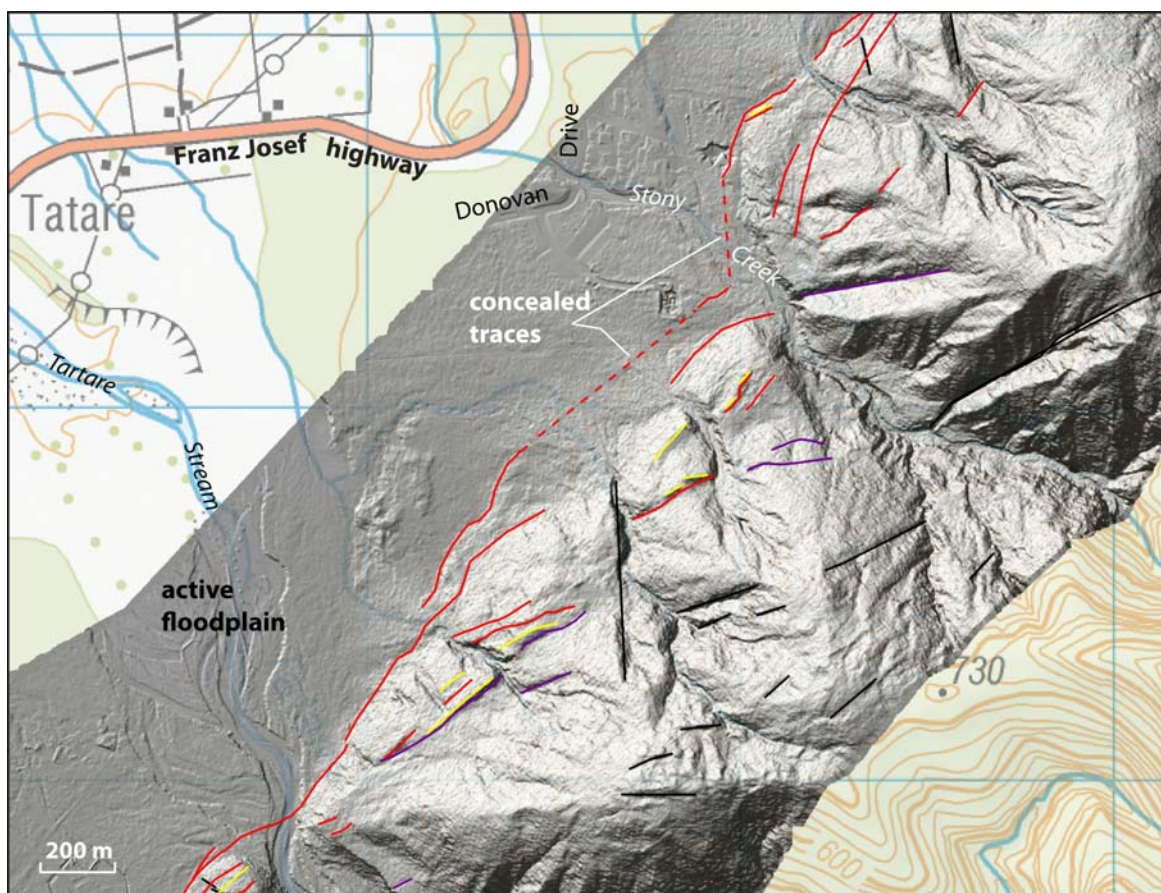 Franz Josef highway
Drive
Donovan
Stony
Creek
Tatare
concealed
traces
Tartare
Stream
active
floodplain
730
600
200 m